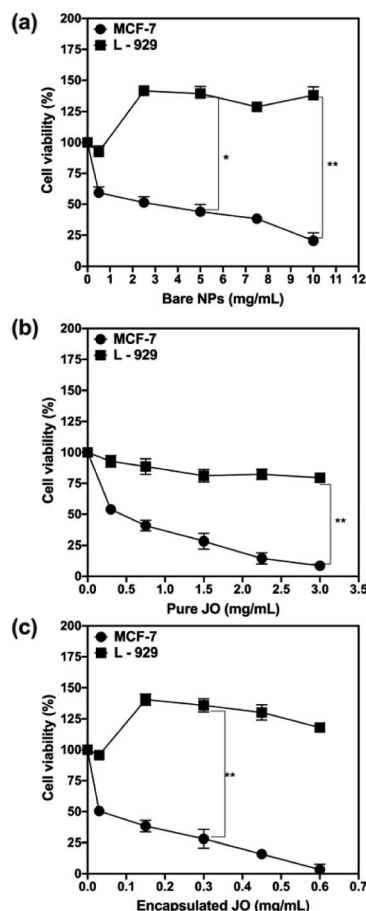 (a)
MCF-7
L - 929
Cell viability (%)
200
175
150
125
100
75
50
25
0
*
**
0 1 2 3 4 5 6 7 8 9 10 11 12
Bare NPs (mg/mL)
(b)
MCF-7
L - 929
Cell viability (%)
200
175
150
125
100
75
50
25
0
**
0.0 0.5 1.0 1.5 2.0 2.5 3.0 3.5
Pure JO (mg/mL)
(c)
MCF-7
L - 929
Cell viability (%)
200
175
150
125
100
75
50
25
0
**
0.0 0.1 0.2 0.3 0.4 0.5 0.6 0.7
Encapsulated JO (mg/mL)